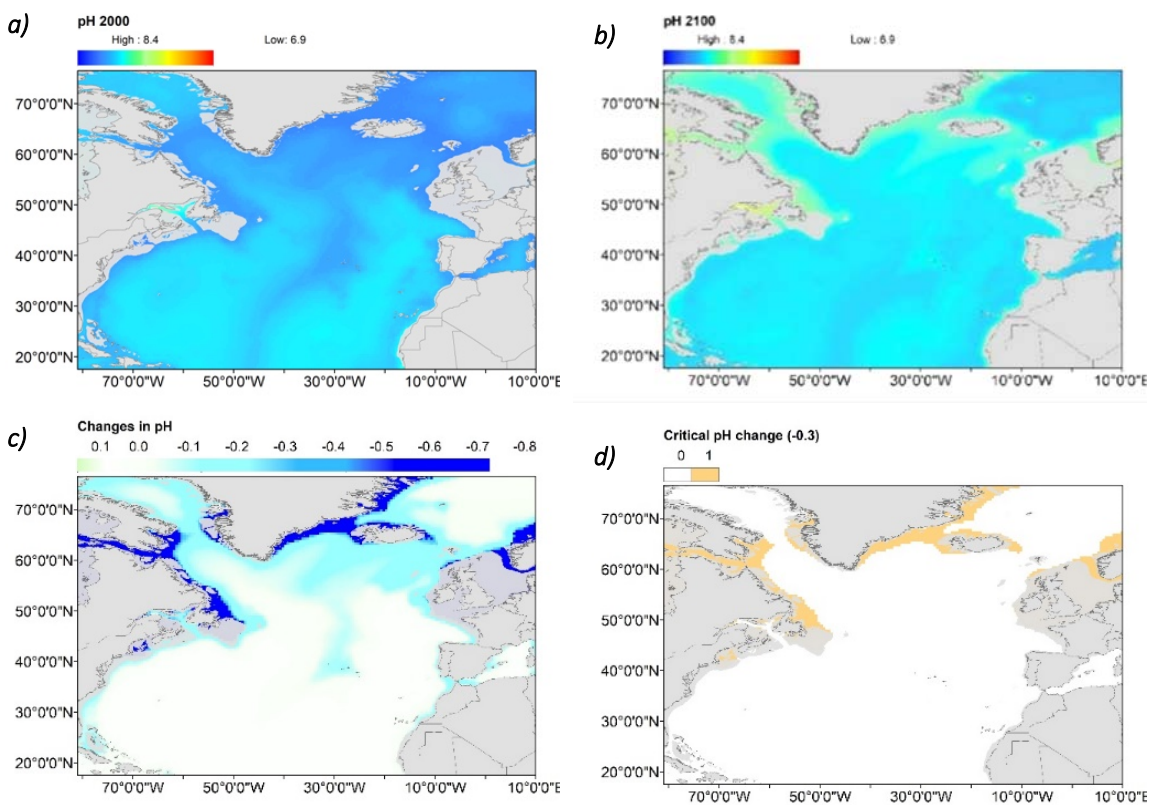 a)
pH 2000
High : 8.4 Low: 6.9
70°0'0"N
60°0'0"N
50°0'0"N
40°0'0"N
30°0'0"N
20°0'0"N
70°0'0"W 50°0'0"W 30°0'0"W 10°0'0"W 10°0'0"E
b)
pH 2100
High : 8.4 Low : 6.9
70°0'0"N
60°0'0"N
50°0'0"N
40°0'0"N
30°0'0"N
20°0'0"N
70°0'0"W 50°0'0"W 30°0'0"W 10°0'0"W 10°0'0"E
c)
Changes in pH
0.1 0.0 -0.1 -0.2 -0.3 -0.4 -0.5 -0.6 -0.7 -0.8
70°0'0"N
60°0'0"N
50°0'0"N
40°0'0"N
30°0'0"N
20°0'0"N
70°0'0"W 50°0'0"W 30°0'0"W 10°0'0"W 10°0'0"E
d)
Critical pH change (-0.3)
0 1
70°0'0"N
60°0'0"N
50°0'0"N
40°0'0"N
30°0'0"N
20°0'0"N
70°0'0"W 50°0'0"W 30°0'0"W 10°0'0"W 10°0'0"E